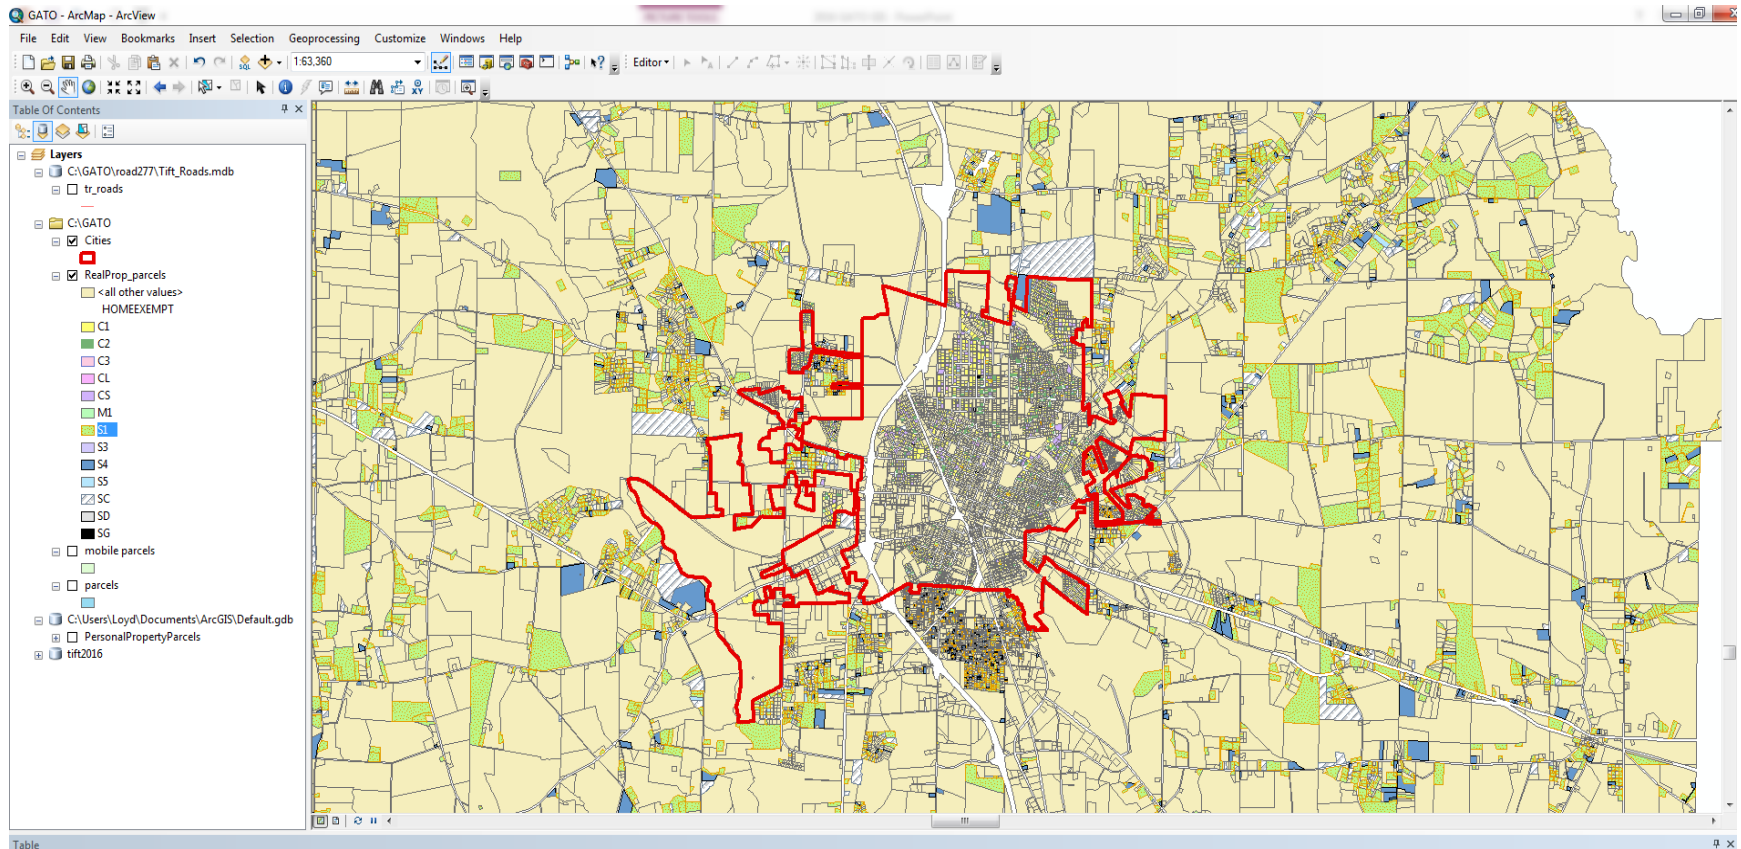 GATO - ArcMap - ArcView
File Edit View Bookmarks Insert Selection Geoprocessing Customize Windows Help
1:63,360
Editor
Table Of Contents
Layers
C:\GATO\road277\Tift_Roads.mdb
tr_roads
C:\GATO
Cities
RealProp_parcels
<all other values>
HOMEEXEMPT
C1
C2
C3
CL
CS
M1
S1
S3
S4
S5
SC
SD
SG
mobile parcels
parcels
C:\Users\Loyd\Documents\ArcGIS\Default.gdb
PersonalPropertyParcels
tift2016
Table